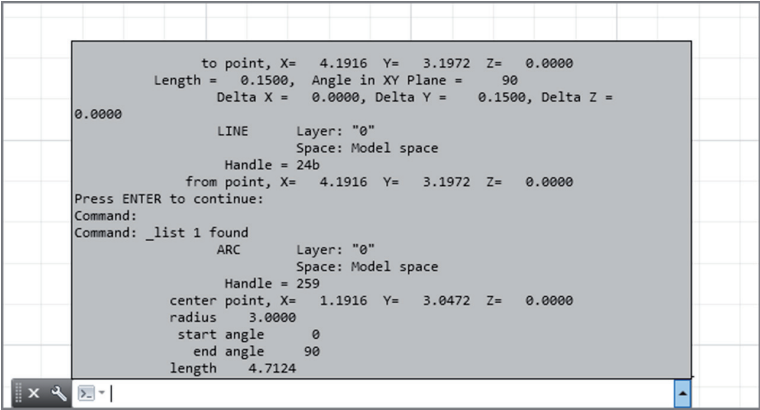 to point, X=   4.1916  Y=   3.1972  Z=   0.0000
Length =   0.1500,  Angle in XY Plane =     90
Delta X =   0.0000, Delta Y =    0.1500, Delta Z =
0.0000
LINE      Layer: "0"
Space: Model space
Handle = 24b
from point, X=   4.1916  Y=   3.1972  Z=   0.0000
Press ENTER to continue:
Command:
Command: _list 1 found
ARC       Layer: "0"
Space: Model space
Handle = 259
center point, X=   1.1916  Y=   3.0472  Z=   0.0000
radius    3.0000
start angle      0
end angle     90
length    4.7124